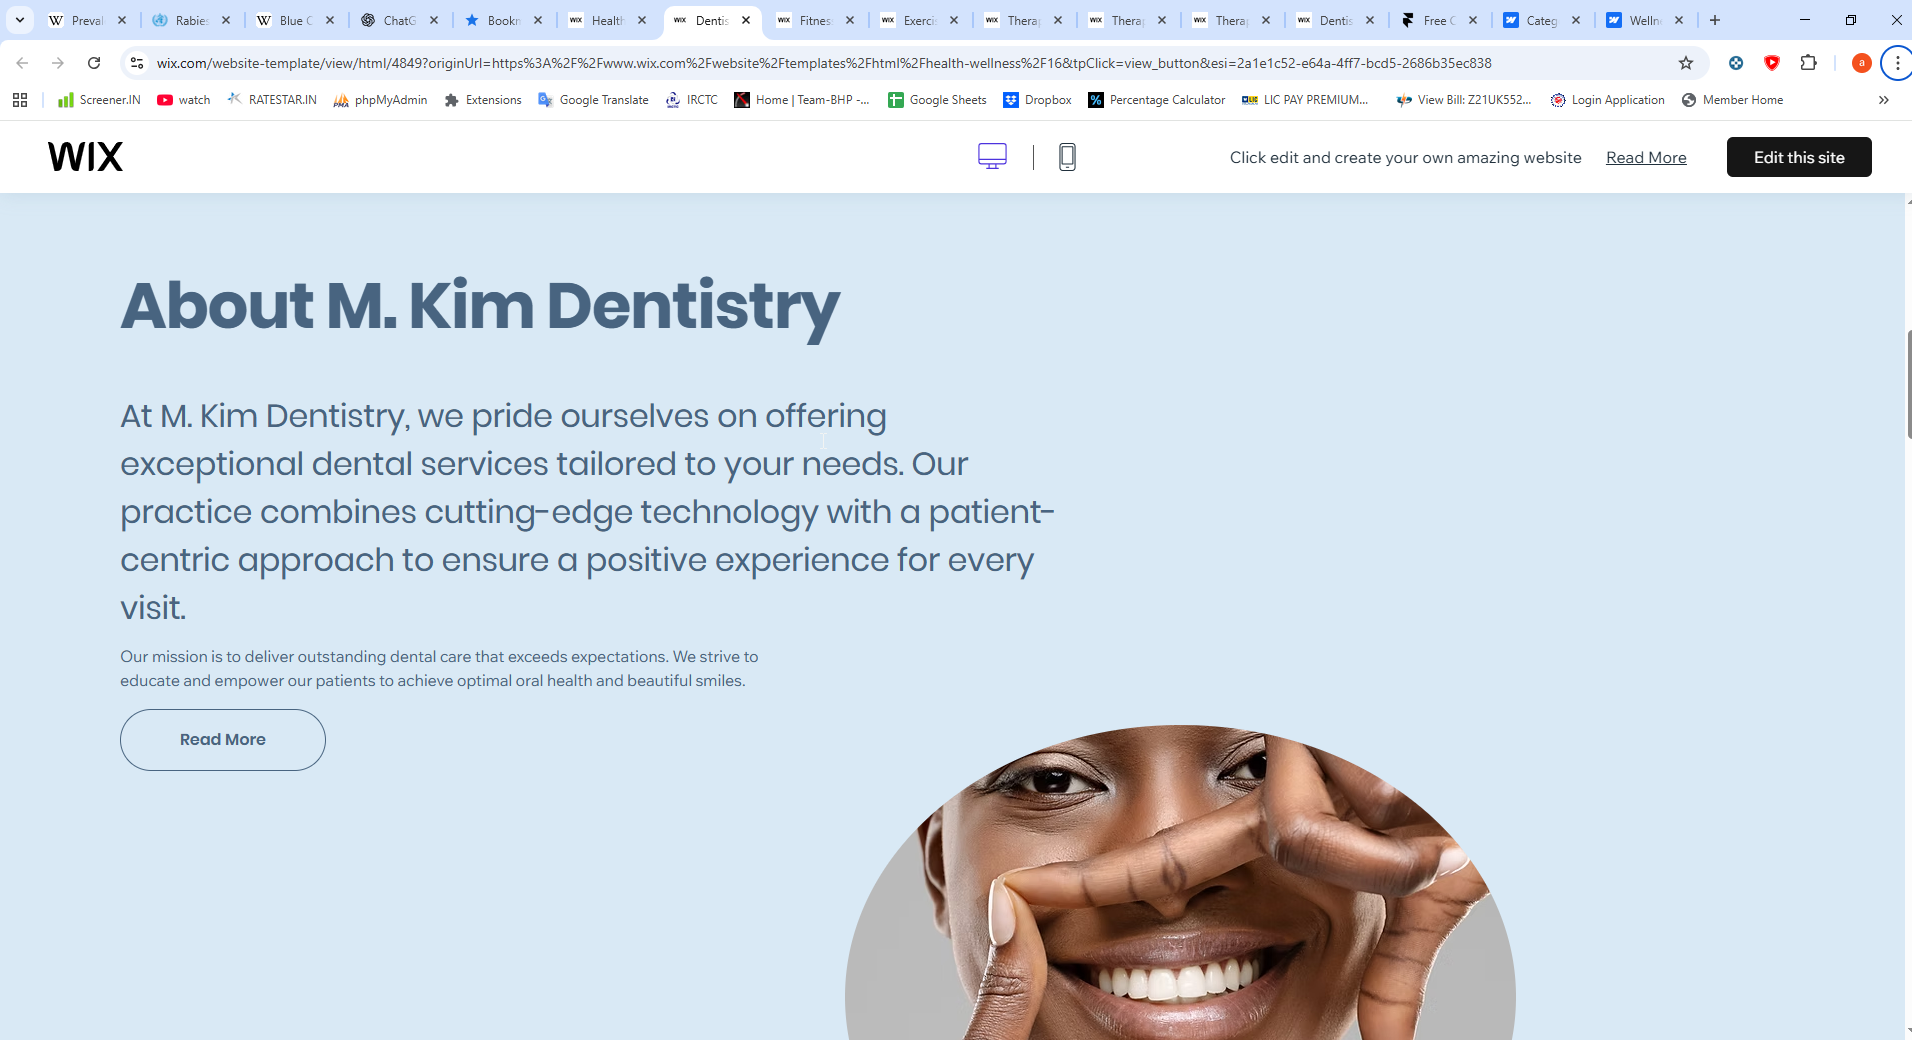 Preval
Rabies
Blue C
ChatG
Bookn
Health
Dentis
Fitnes
Exercis
Therap
Therap
Therap
Dentis
Free C
Categ
Welln
wix.com/website-template/view/html/4849?originUrl=https%3A%2F%2Fwww.wix.com%2Fwebsite%2Ftemplates%2Fhtml%2Fhealth-wellness%2F16&tpClick=view_button&esi=2a1e1c52-e64a-4ff7-bcd5-2686b35ec838
a
Screener.IN
watch
RATESTAR.IN
phpMyAdmin
Extensions
Google Translate
IRCTC
Home | Team-BHP -...
Google Sheets
Dropbox
Percentage Calculator
LIC PAY PREMIUM...
View Bill: Z21UK552...
Login Application
Member Home
WIX
Click edit and create your own amazing website
Read More
Edit this site
About M. Kim Dentistry
At M. Kim Dentistry, we pride ourselves on offering
exceptional dental services tailored to your needs. Our
practice combines cutting-edge technology with a patient-
centric approach to ensure a positive experience for every
visit.
Our mission is to deliver outstanding dental care that exceeds expectations. We strive to
educate and empower our patients to achieve optimal oral health and beautiful smiles.
Read More